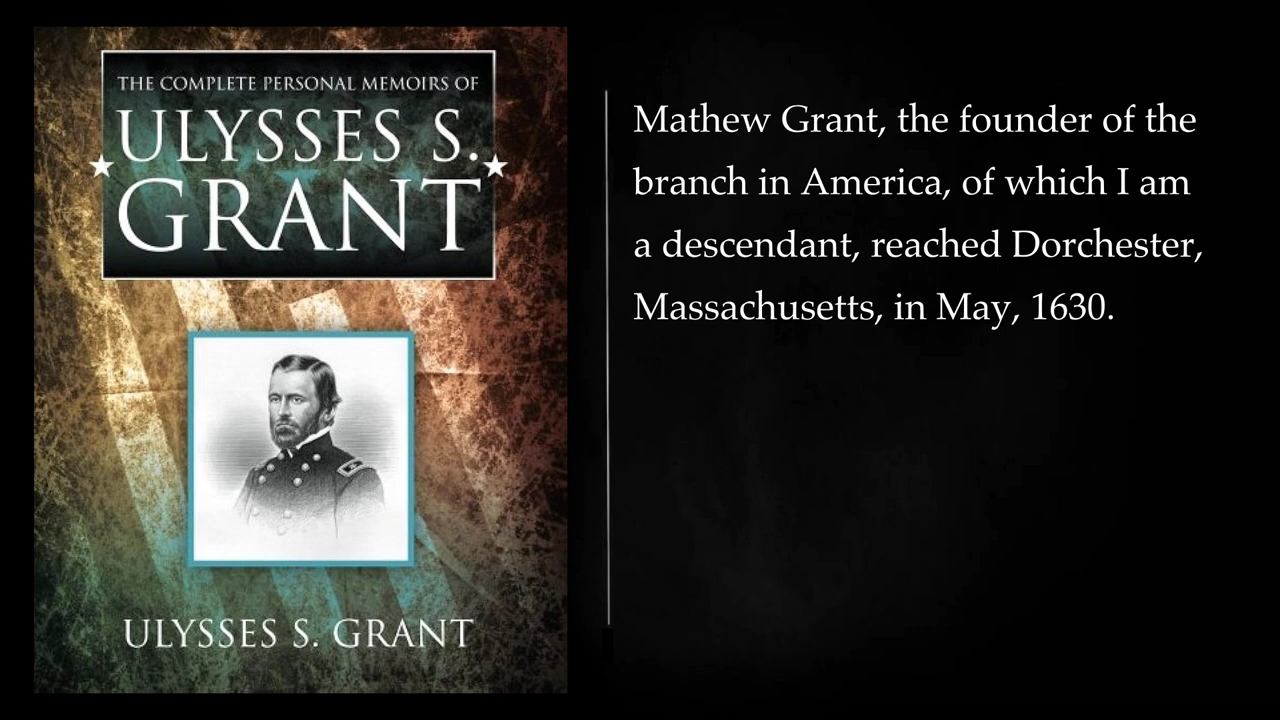 THE COMPLETE PERSONAL MEMOIRS OF
ULYSSES S.
GRANT
ULYSSES S. GRANT
Mathew Grant, the founder of the
branch in America, of which I am
a descendant, reached Dorchester,
Massachusetts, in May, 1630.